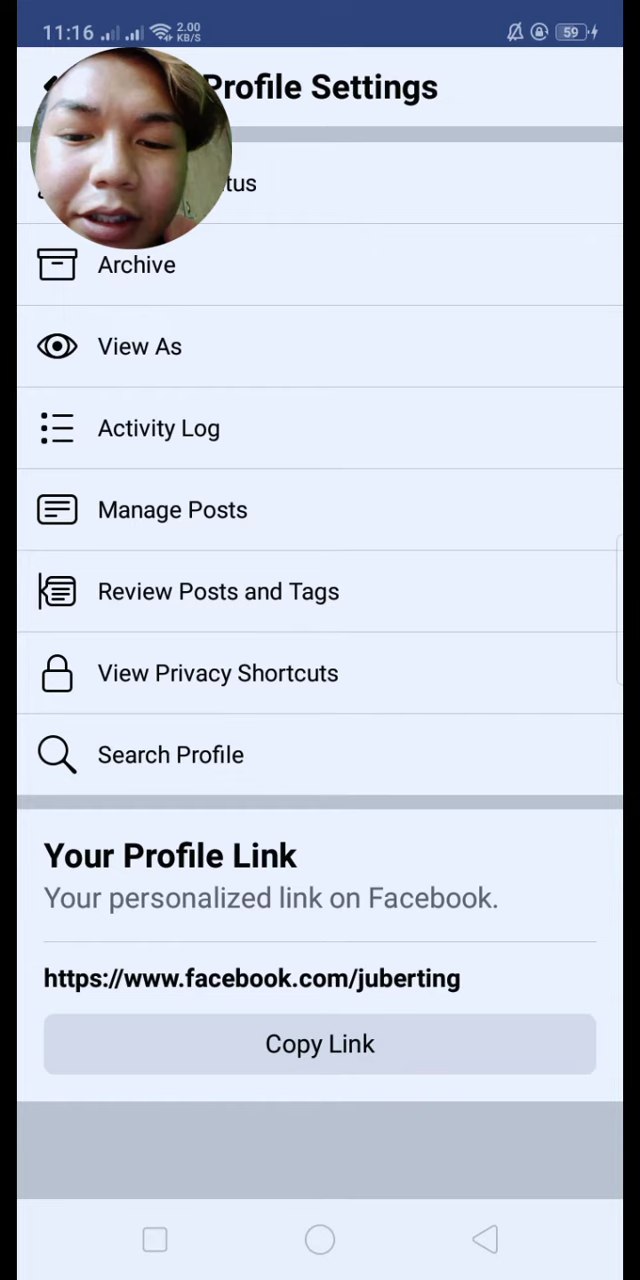 11:16 2.00 KB/S 59
Profile Settings
tus
Archive
View As
Activity Log
Manage Posts
Review Posts and Tags
View Privacy Shortcuts
Search Profile
Your Profile Link
Your personalized link on Facebook.
https://www.facebook.com/juberting
Copy Link